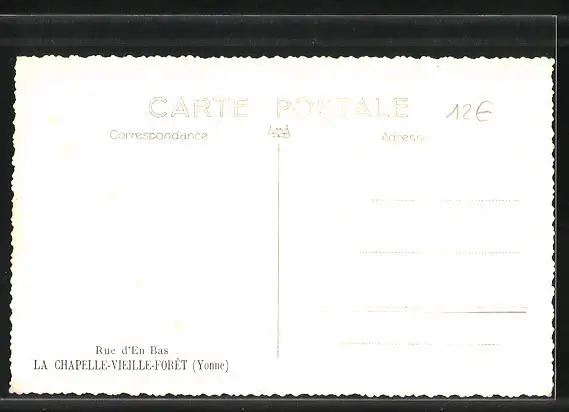 CARTE POSTALE
12€
Correspondance
Adresse
Rue d'En Bas
LA CHAPELLE-VIEILLE-FORÊT (Yonne)